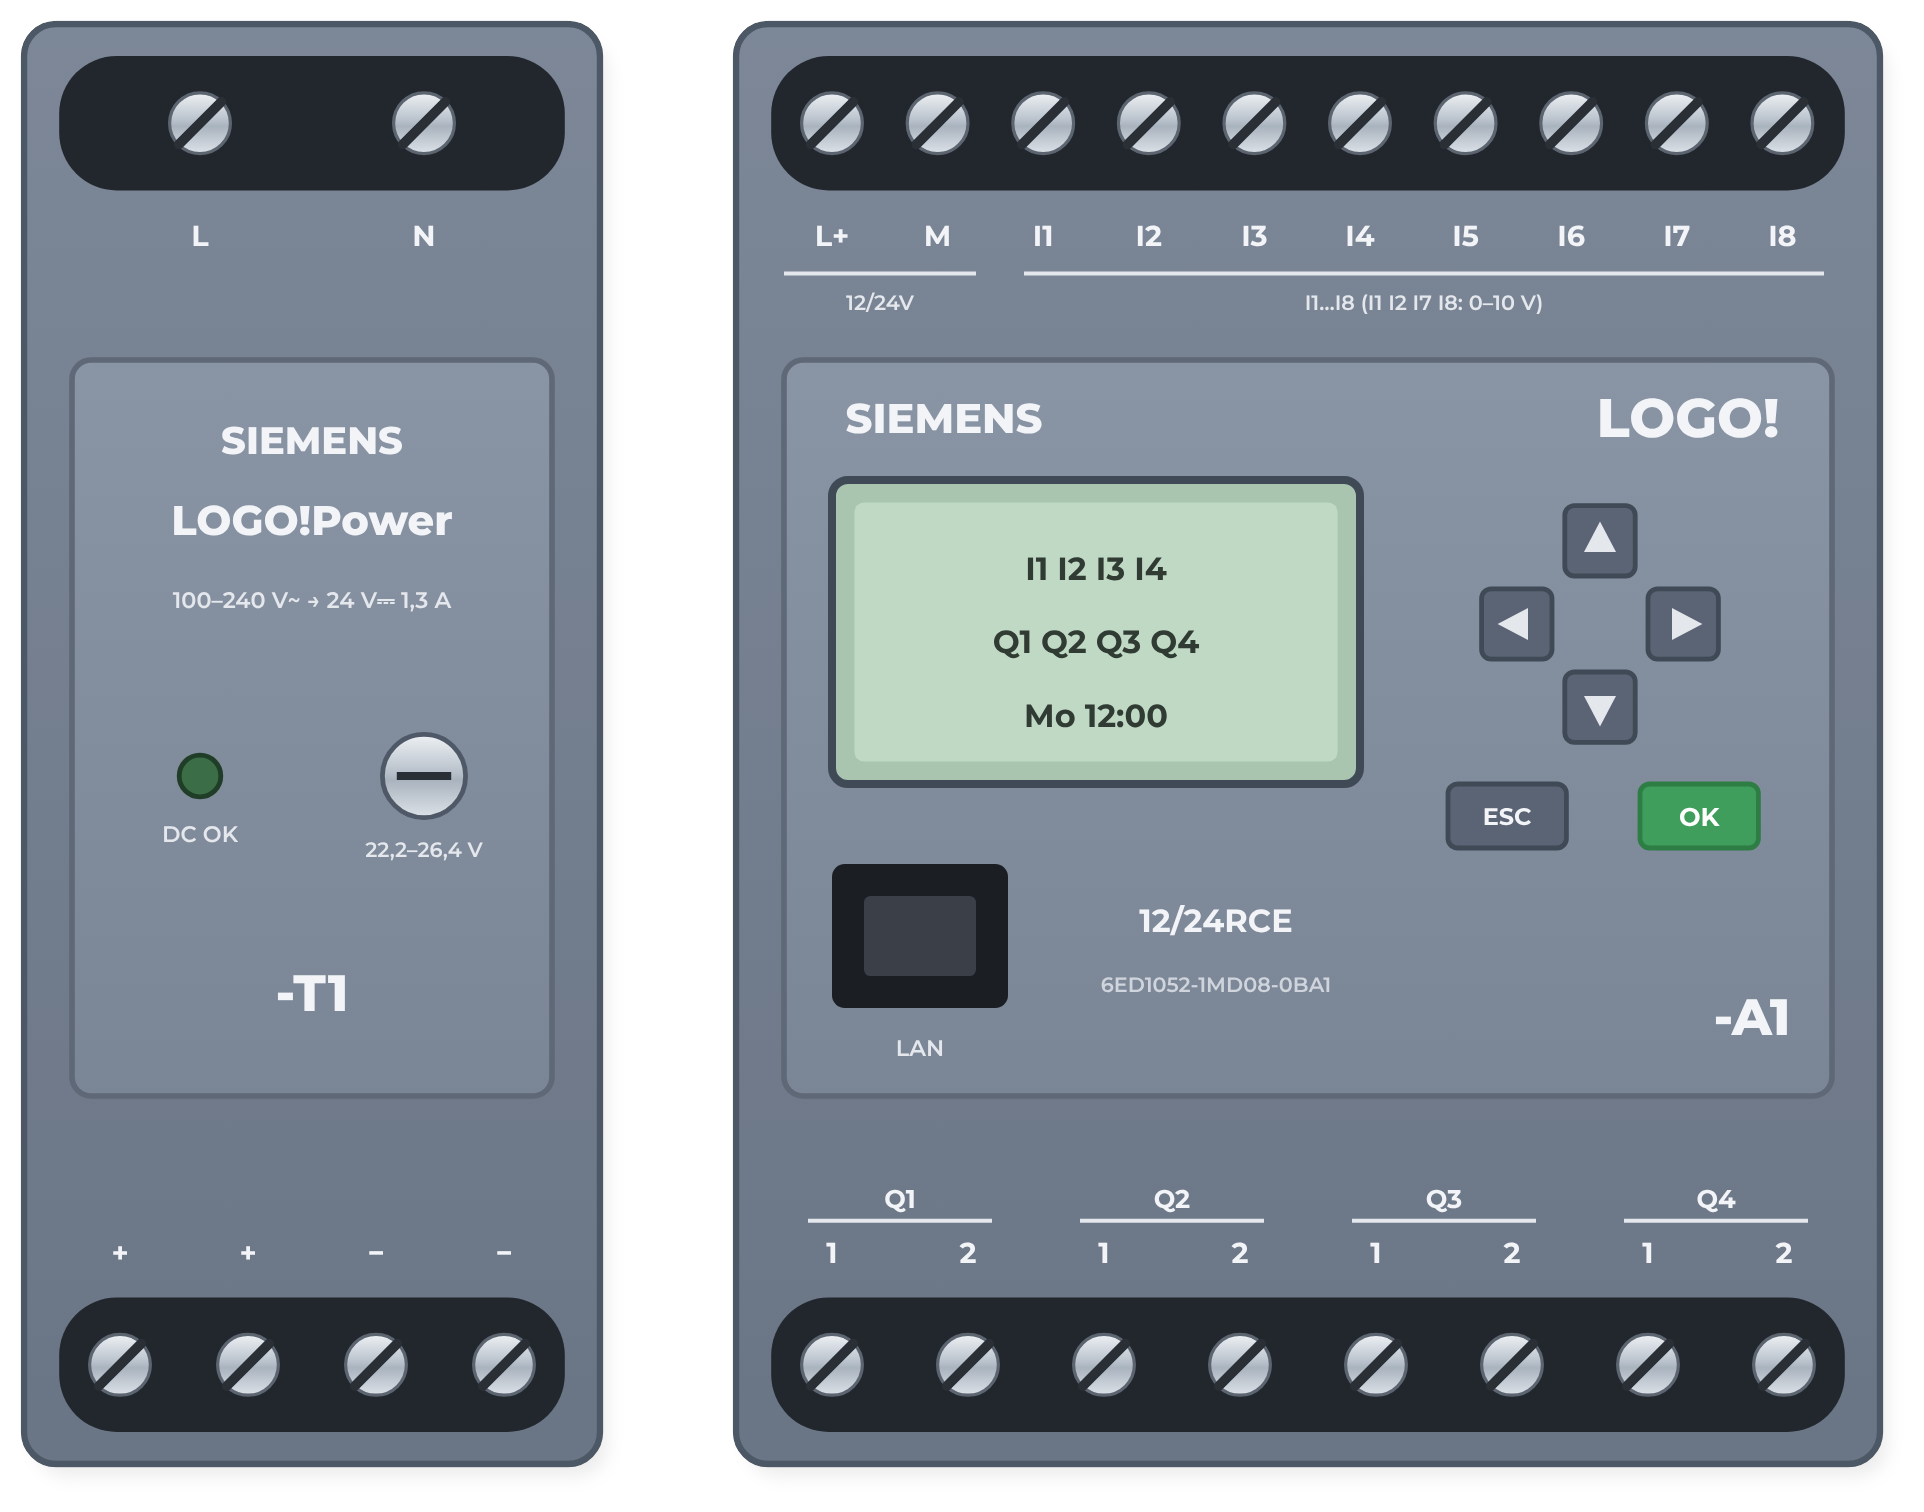 L N
SIEMENS
LOGO!Power
100–240 V~ → 24 V⎓ 1,3 A
DC OK
22,2–26,4 V
-T1
+ + − −
L+ M I1 I2 I3 I4 I5 I6 I7 I8
12/24V
I1...I8 (I1 I2 I7 I8: 0–10 V)
SIEMENS
LOGO!
I1 I2 I3 I4
Q1 Q2 Q3 Q4
Mo 12:00
ESC OK
12/24RCE
6ED1052-1MD08-0BA1
LAN
-A1
Q1 Q2 Q3 Q4
1 2 1 2 1 2 1 2